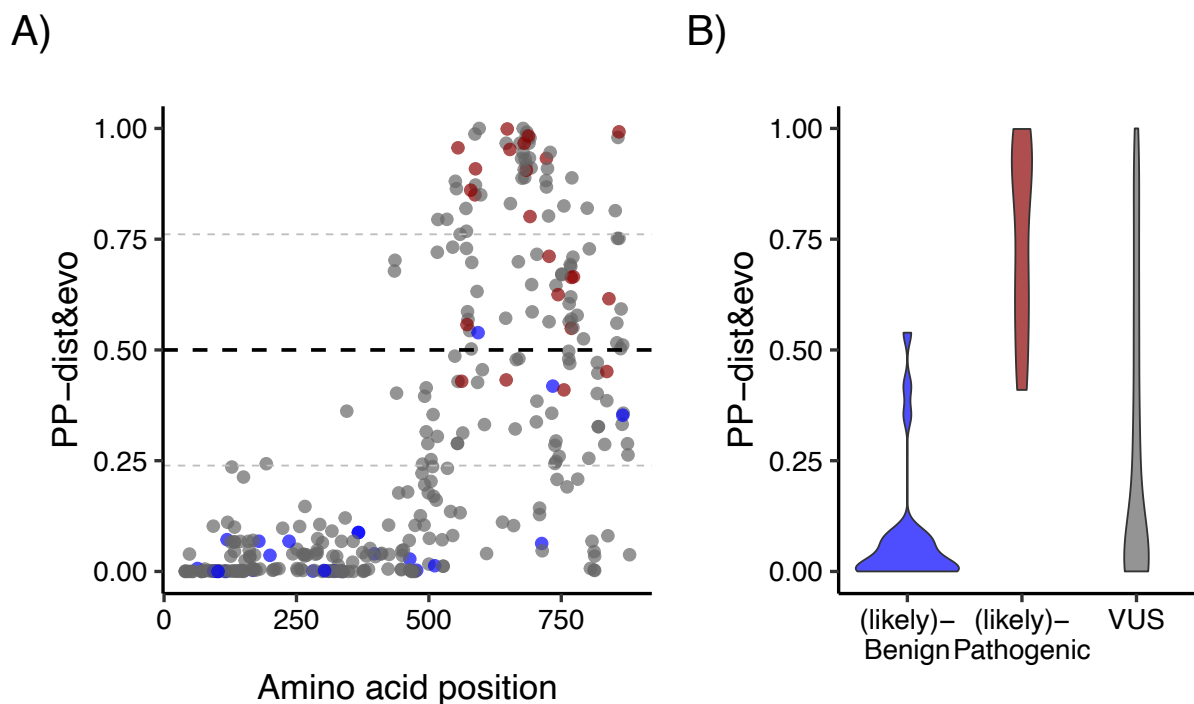 A)
PP−dist&evo
1.00
0.75
0.50
0.25
0.00
0
250
500
750
Amino acid position
B)
PP−dist&evo
1.00
0.75
0.50
0.25
0.00
(likely)−
Benign
(likely)−
Pathogenic
VUS